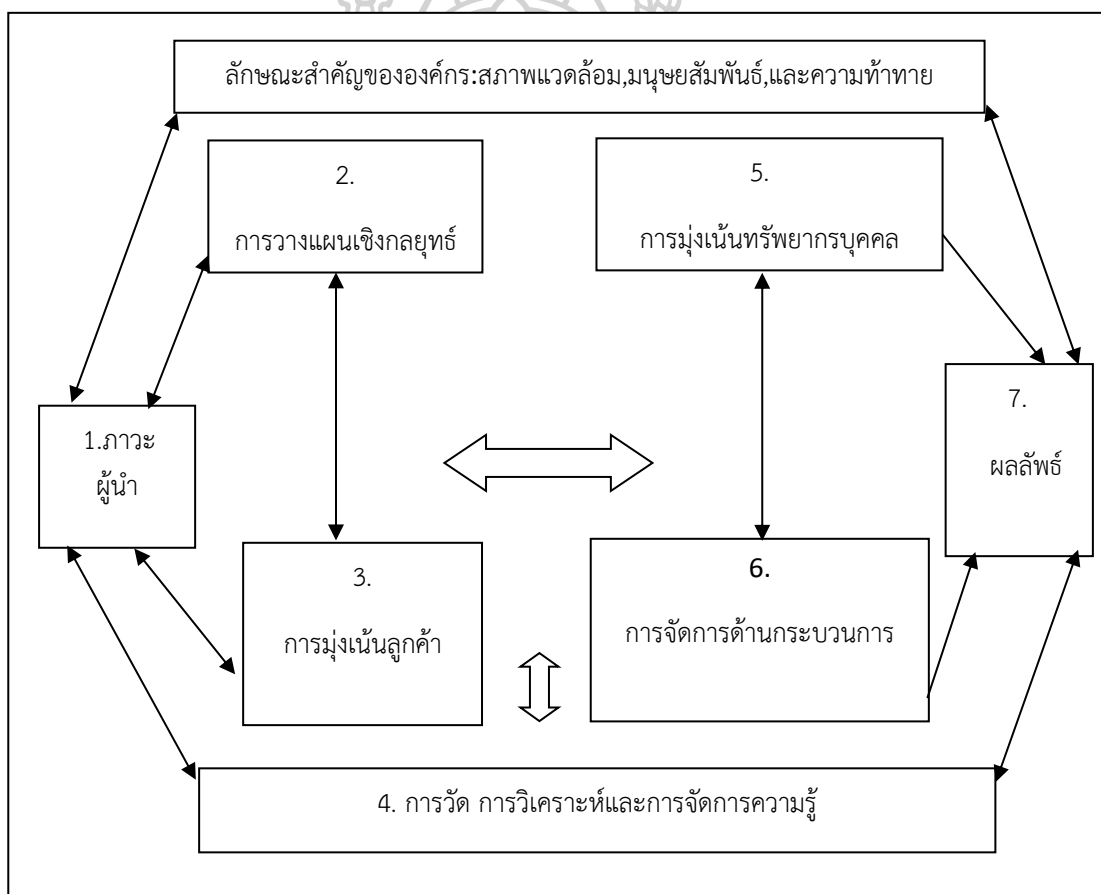 ลักษณะสำคัญขององค์กร:สภาพแวดล้อม,มนุษยสัมพันธ์,และความท้าทาย
2.
การวางแผนเชิงกลยุทธ์
5.
การมุ่งเน้นทรัพยากรบุคคล
1.ภาวะ
ผู้นำ
7.
ผลลัพธ์
3.
การมุ่งเน้นลูกค้า
6.
การจัดการด้านกระบวนการ
4. การวัด การวิเคราะห์และการจัดการความรู้